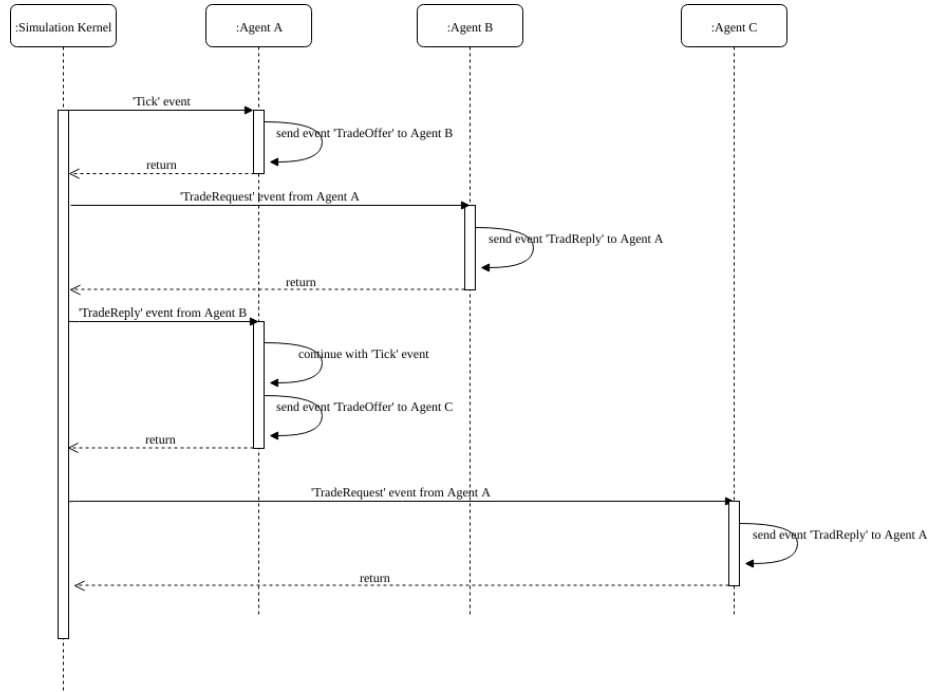 :Simulation Kernel
:Agent A
:Agent B
:Agent C
'Tick' event
send event 'TradeOffer' to Agent B
return
'TradeRequest' event from Agent A
send event 'TradReply' to Agent A
return
'TradeReply' event from Agent B
continue with 'Tick' event
send event 'TradeOffer' to Agent C
return
'TradeRequest' event from Agent A
send event 'TradReply' to Agent A
return